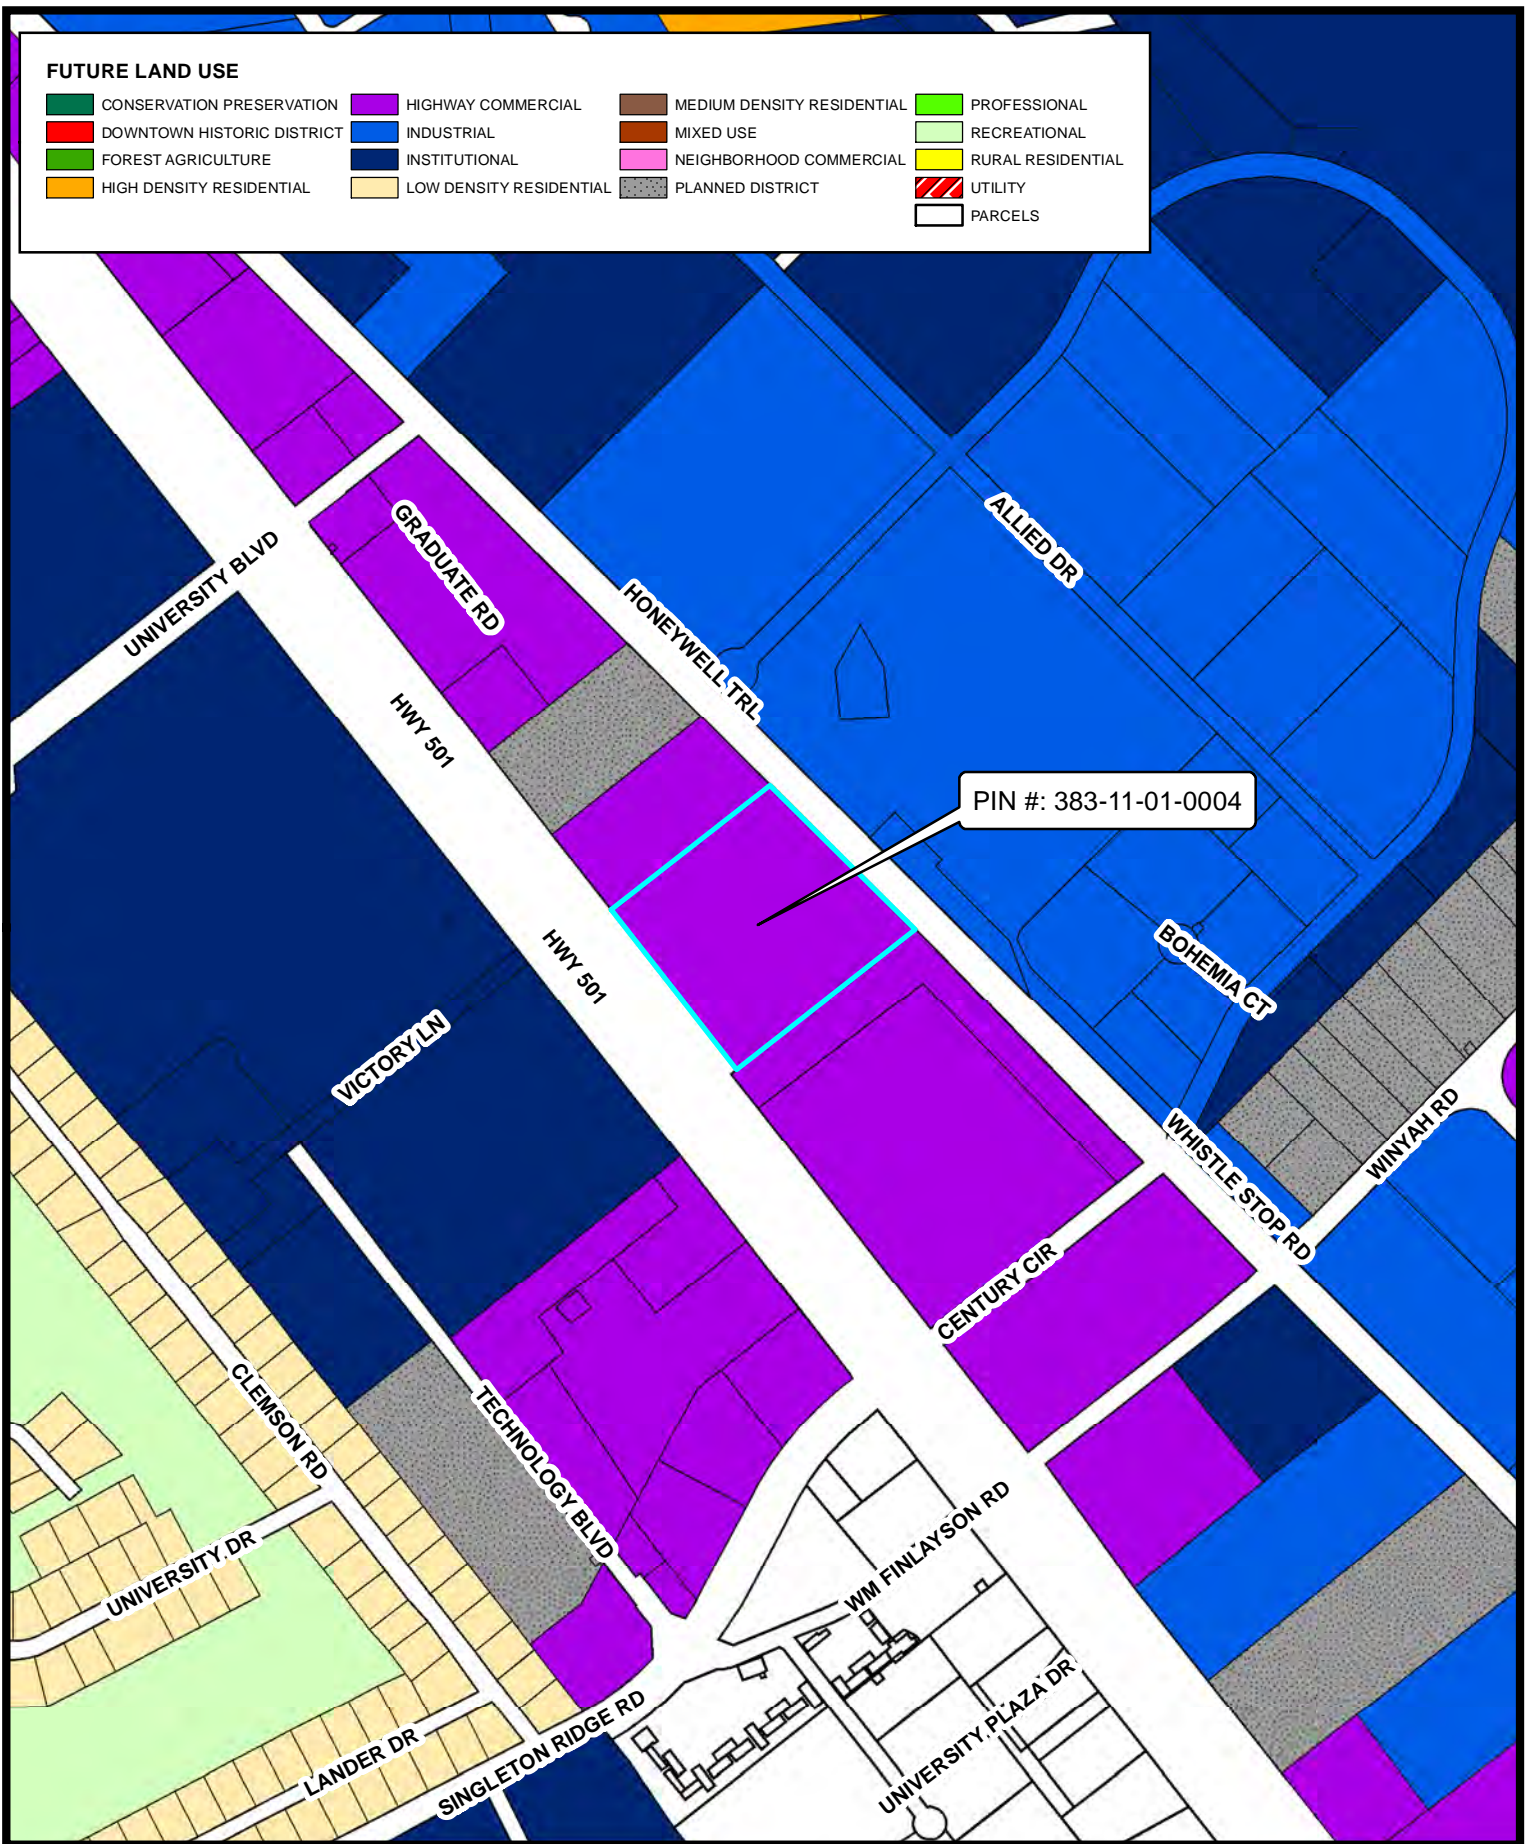 FUTURE LAND USE
CONSERVATION PRESERVATION
DOWNTOWN HISTORIC DISTRICT
FOREST AGRICULTURE
HIGH DENSITY RESIDENTIAL
HIGHWAY COMMERCIAL
INDUSTRIAL
INSTITUTIONAL
LOW DENSITY RESIDENTIAL
MEDIUM DENSITY RESIDENTIAL
MIXED USE
NEIGHBORHOOD COMMERCIAL
PLANNED DISTRICT
PROFESSIONAL
RECREATIONAL
RURAL RESIDENTIAL
UTILITY
PARCELS
ALLIED DR
GRADUATE RD
UNIVERSITY BLVD
HONEYWELL TRL
HWY 501
PIN #: 383-11-01-0004
HWY 501
BOHEMIA CT
VICTORY LN
WINYAH RD
WHISTLE STOP RD
CENTURY CIR
CLEMSON RD
TECHNOLOGY BLVD
UNIVERSITY DR
WM FINLAYSON RD
UNIVERSITY PLAZA DR
LANDER DR
SINGLETON RIDGE RD